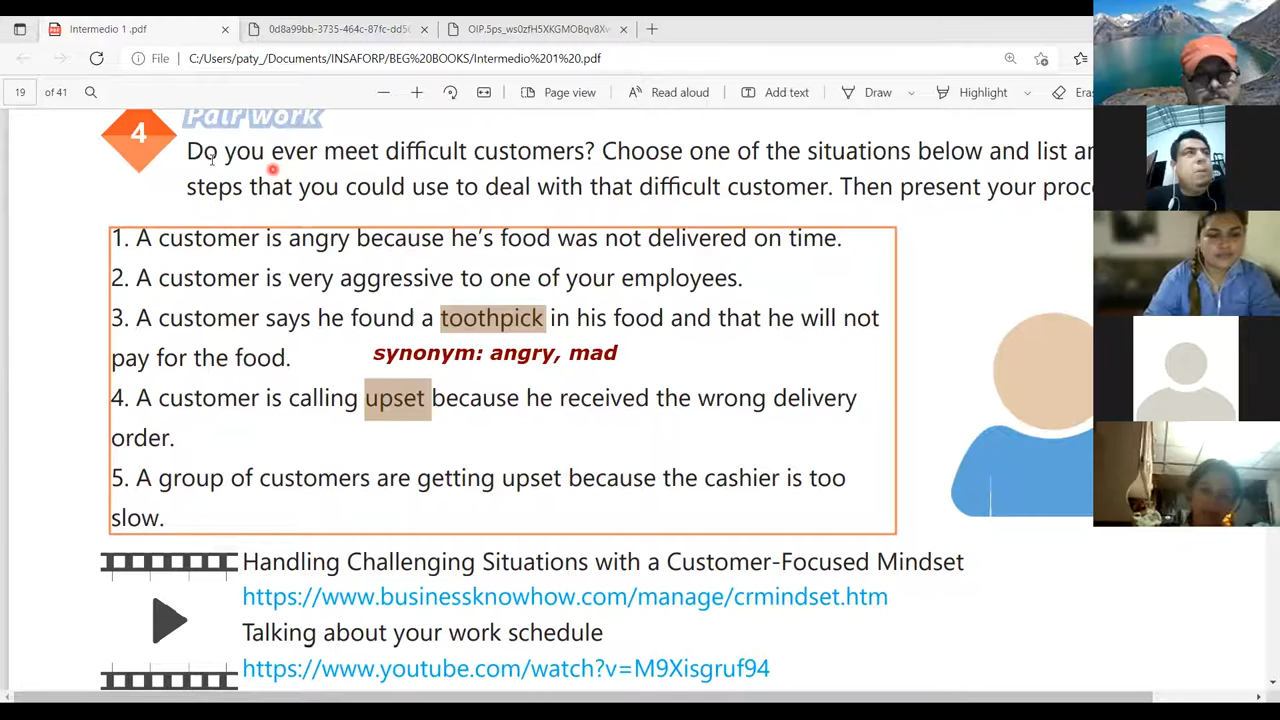 Intermedio 1 .pdf
0d8a99bb-3735-464c-87fc-dd5
OIP.5ps_ws0zfH5XKGMOBqv8X
File C:/Users/paty_/Documents/INSAFORP/BEG%20BOOKS/Intermedio%201%20.pdf
19 of 41 Page view Read aloud Add text Draw Highlight Eras
4 Pair work
Do you ever meet difficult customers? Choose one of the situations below and list an
steps that you could use to deal with that difficult customer. Then present your proc
1. A customer is angry because he's food was not delivered on time.
2. A customer is very aggressive to one of your employees.
3. A customer says he found a toothpick in his food and that he will not
pay for the food.
synonym: angry, mad
4. A customer is calling upset because he received the wrong delivery
order.
5. A group of customers are getting upset because the cashier is too
slow.
Handling Challenging Situations with a Customer-Focused Mindset
https://www.businessknowhow.com/manage/crmindset.htm
Talking about your work schedule
https://www.youtube.com/watch?v=M9Xisgruf94